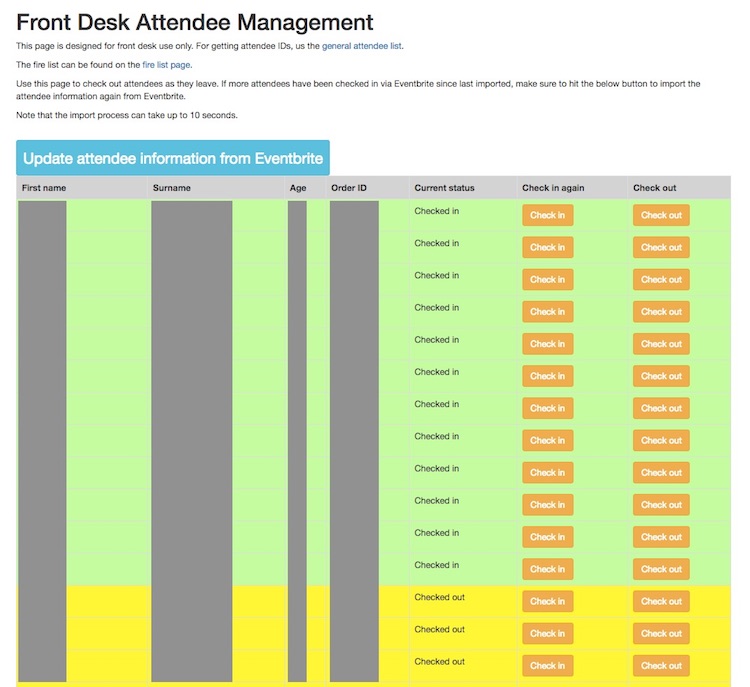 Front Desk Attendee Management
This page is designed for front desk use only. For getting attendee IDs, us the general attendee list.
The fire list can be found on the fire list page.
Use this page to check out attendees as they leave. If more attendees have been checked in via Eventbrite since last imported, make sure to hit the below button to import the
attendee information again from Eventbrite.
Note that the import process can take up to 10 seconds.
Update attendee information from Eventbrite
First name Surname Age Order ID Current status Check in again Check out
Checked in Check in Check out
Checked in Check in Check out
Checked in Check in Check out
Checked in Check in Check out
Checked in Check in Check out
Checked in Check in Check out
Checked in Check in Check out
Checked in Check in Check out
Checked in Check in Check out
Checked in Check in Check out
Checked in Check in Check out
Checked in Check in Check out
Checked out Check in Check out
Checked out Check in Check out
Checked out Check in Check out